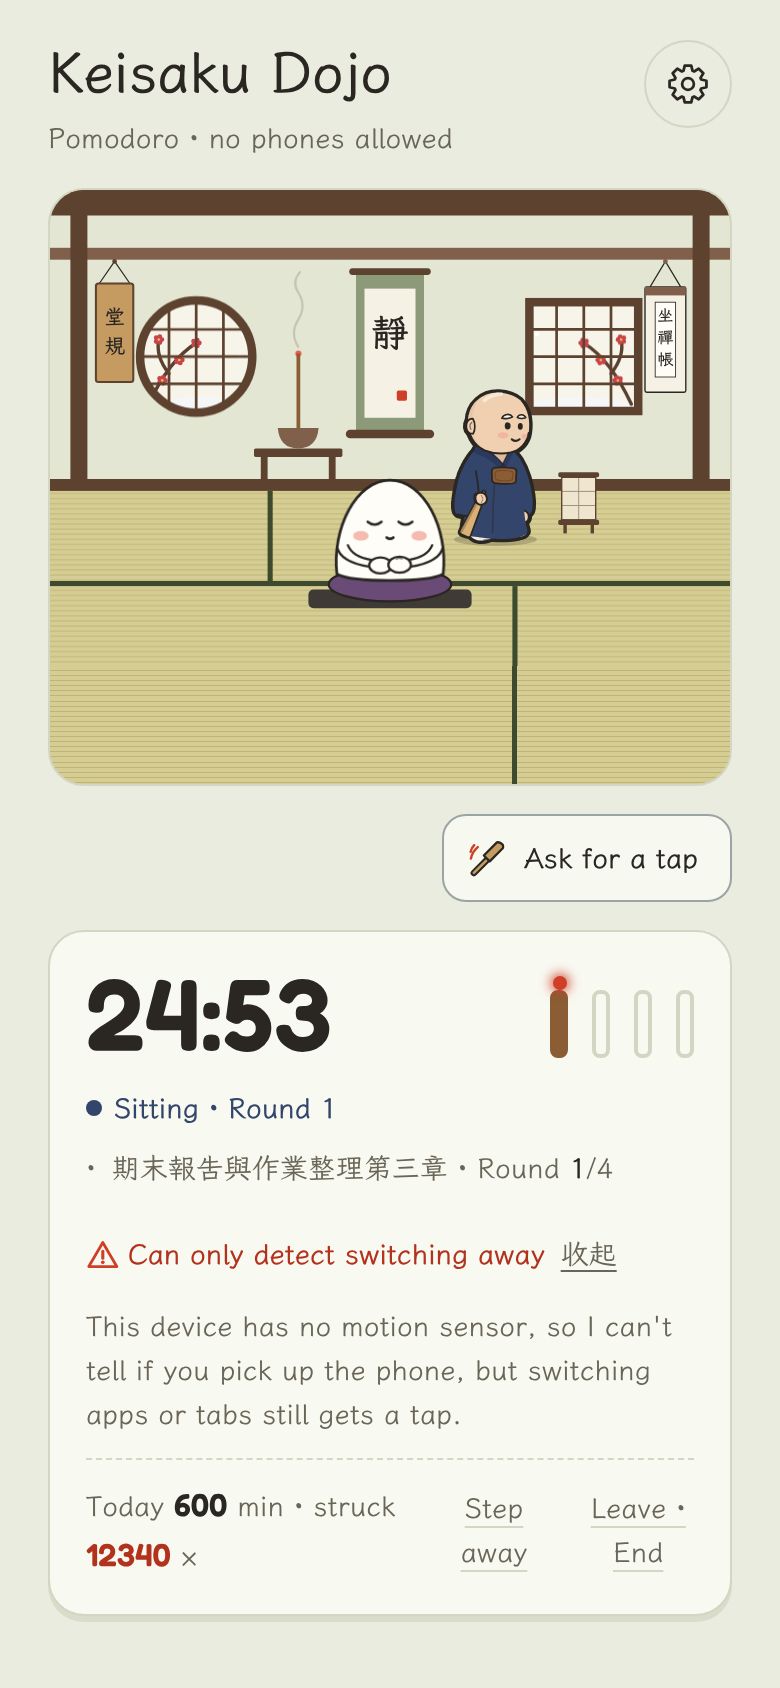 Keisaku Dojo
Pomodoro • no phones allowed
堂規
靜
坐禪帳
Ask for a tap
24:53
Sitting • Round 1
• 期末報告與作業整理第三章 • Round 1/4
Can only detect switching away 收起
This device has no motion sensor, so I can't
tell if you pick up the phone, but switching
apps or tabs still gets a tap.
Today 600 min • struck
12340 ×
Step
away
Leave •
End